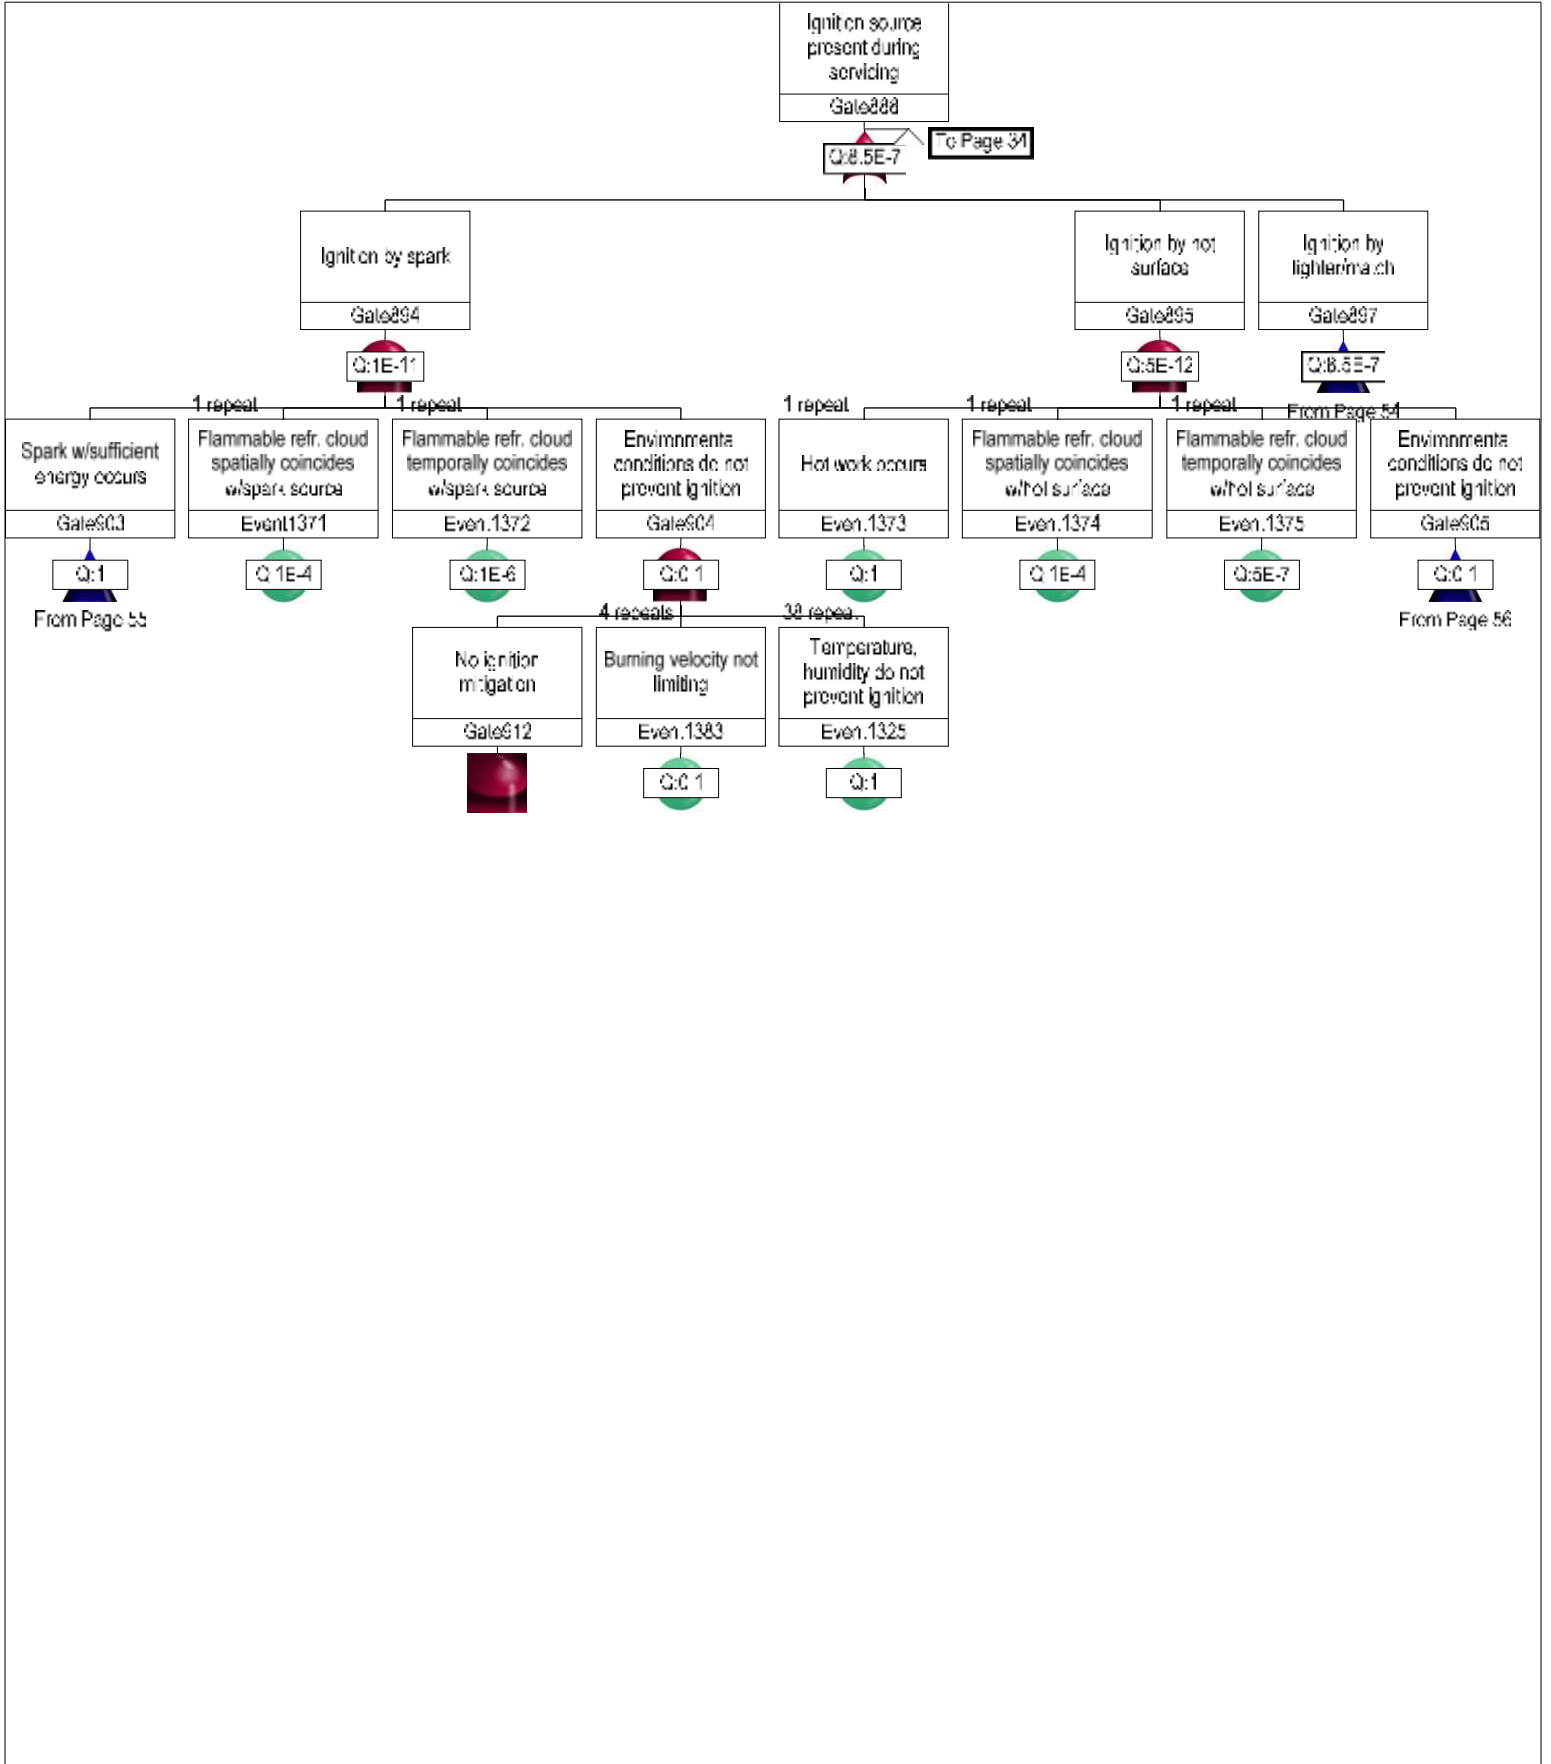 Ignition source
present during
servicing
Gate888
To Page 34
Q:8.5E-7
Ignition by spark
Gate894
Q:1E-11
Ignition by hot
surface
Gate895
Q:5E-12
Ignition by
lighter/match
Gate897
Q:8.5E-7
From Page 54
1 repeat
1 repeat
1 repeat
1 repeat
1 repeat
Spark w/sufficient
energy occurs
Gate903
Q:1
From Page 55
Flammable refr. cloud
spatially coincides
w/spark source
Event1371
Q:1E-4
Flammable refr. cloud
temporally coincides
w/spark source
Event1372
Q:1E-6
Environmental
conditions do not
prevent ignition
Gate904
Q:0.1
Hot work occurs
Event1373
Q:1
Flammable refr. cloud
spatially coincides
w/hot surface
Event1374
Q:1E-4
Flammable refr. cloud
temporally coincides
w/hot surface
Event1375
Q:5E-7
Environmental
conditions do not
prevent ignition
Gate905
Q:0.1
From Page 56
4 repeats
38 repeat
No ignition
mitigation
Gate912
Burning velocity not
limiting
Event1383
Q:0.1
Temperature,
humidity do not
prevent ignition
Event1325
Q:1